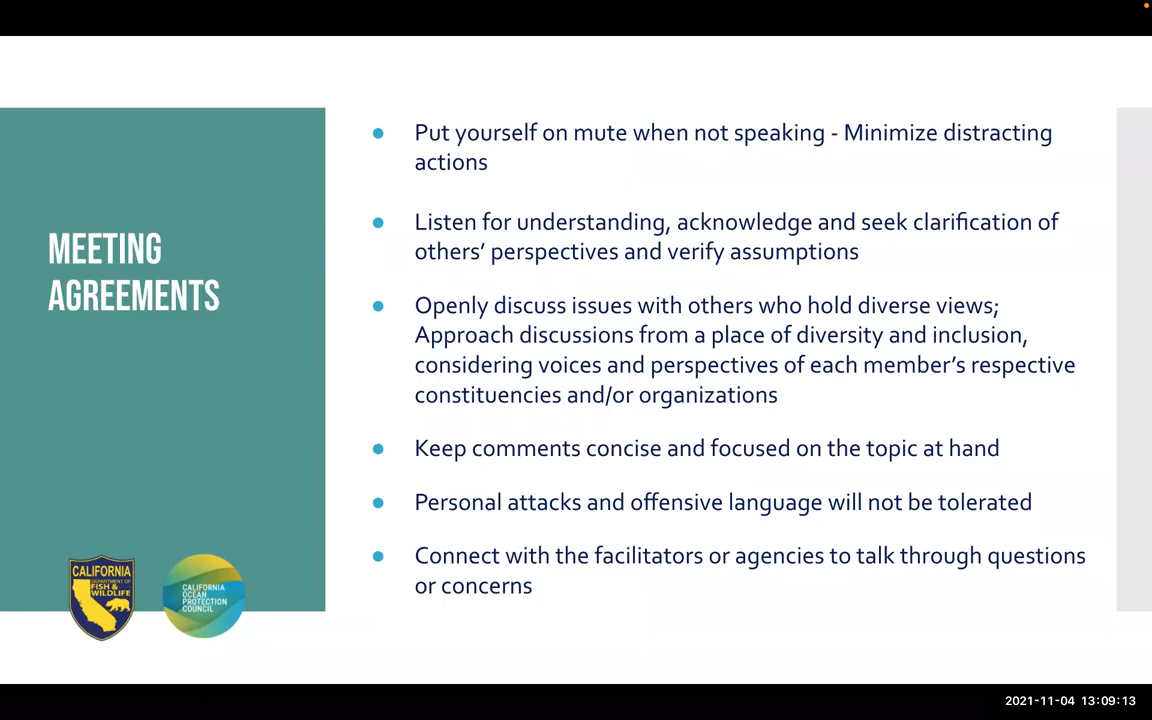 MEETING
AGREEMENTS
● Put yourself on mute when not speaking - Minimize distracting
actions
● Listen for understanding, acknowledge and seek clarification of
others’ perspectives and verify assumptions
● Openly discuss issues with others who hold diverse views;
Approach discussions from a place of diversity and inclusion,
considering voices and perspectives of each member’s respective
constituencies and/or organizations
● Keep comments concise and focused on the topic at hand
● Personal attacks and offensive language will not be tolerated
● Connect with the facilitators or agencies to talk through questions
or concerns
CALIFORNIA
DEPARTMENT OF
FISH &
WILDLIFE
CALIFORNIA
OCEAN
PROTECTION
COUNCIL
2021-11-04 13:09:13